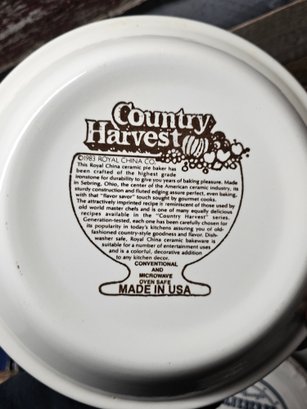 Country
Harvest
©1983 ROYAL CHINA CO.
This Royal China ceramic pie baker has
been crafted of the highest grade
ironstone for durability to give you years of baking pleasure. Made
in Sebring, Ohio, the center of the American ceramic industry, its
sturdy construction and fluted edging assure perfect, even baking,
with that "flavor savor" touch sought by gourmet cooks.
The attractively imprinted recipe is reminiscent of those used by
old world master chefs and is one of many equally delicious
recipes available in the "Country Harvest" series.
Generation-tested, each one has been carefully chosen for
its popularity in today's kitchens assuring you of old-
fashioned country-style goodness and flavor. Dish-
washer safe, Royal China ceramic bakeware is
suitable for a number of entertainment uses
and is a colorful, decorative addition
to any kitchen decor.
CONVENTIONAL
AND
MICROWAVE
OVEN SAFE
MADE IN USA